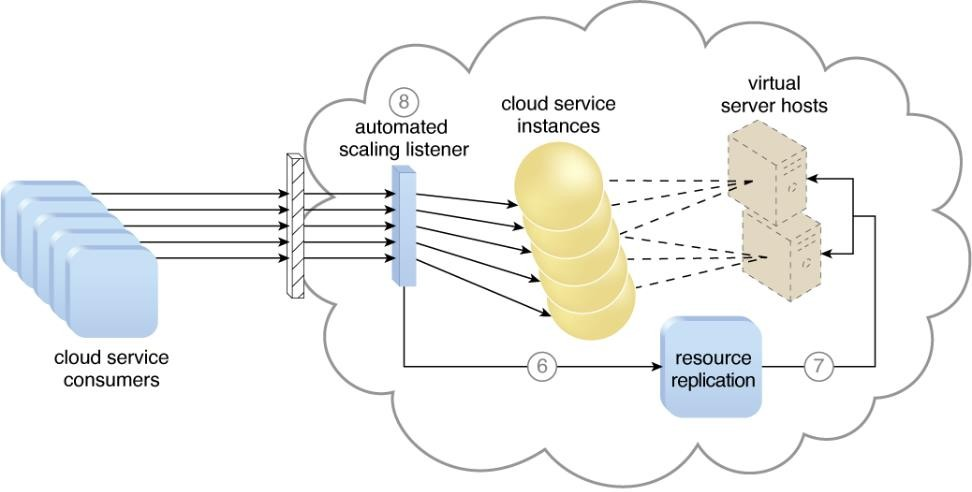 virtual
server hosts
8
cloud service
instances
automated
scaling listener
cloud service
consumers
6
resource
replication
7